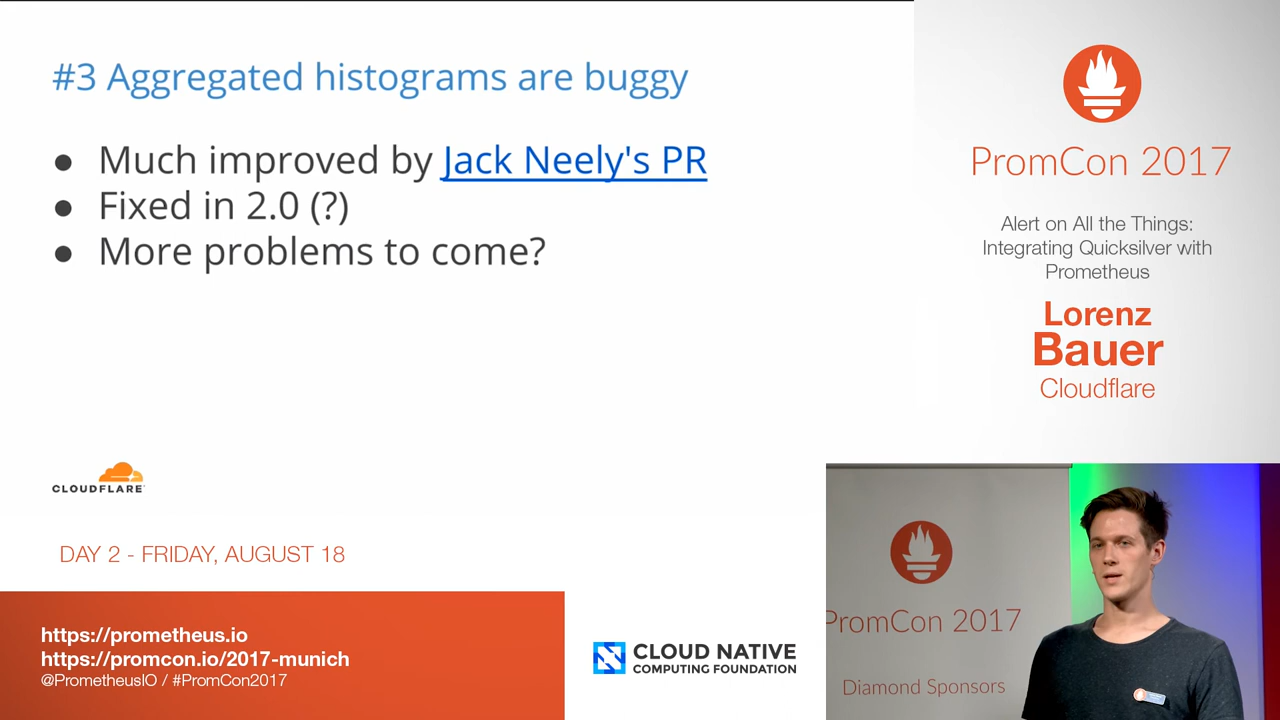 #3 Aggregated histograms are buggy
● Much improved by Jack Neely's PR
● Fixed in 2.0 (?)
● More problems to come?
CLOUDFLARE
DAY 2 - FRIDAY, AUGUST 18
https://prometheus.io
https://promcon.io/2017-munich
@PrometheusIO / #PromCon2017
CLOUD NATIVE
COMPUTING FOUNDATION
PromCon 2017
Alert on All the Things:
Integrating Quicksilver with
Prometheus
Lorenz
Bauer
Cloudflare
PromCon 2017
Diamond Sponsors